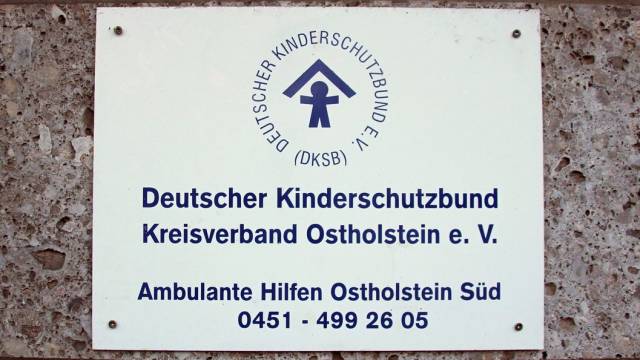 DEUTSCHER KINDERSCHUTZBUND E. V.
(DKSB)
Deutscher Kinderschutzbund
Kreisverband Ostholstein e. V.
Ambulante Hilfen Ostholstein Süd
0451 - 499 26 05